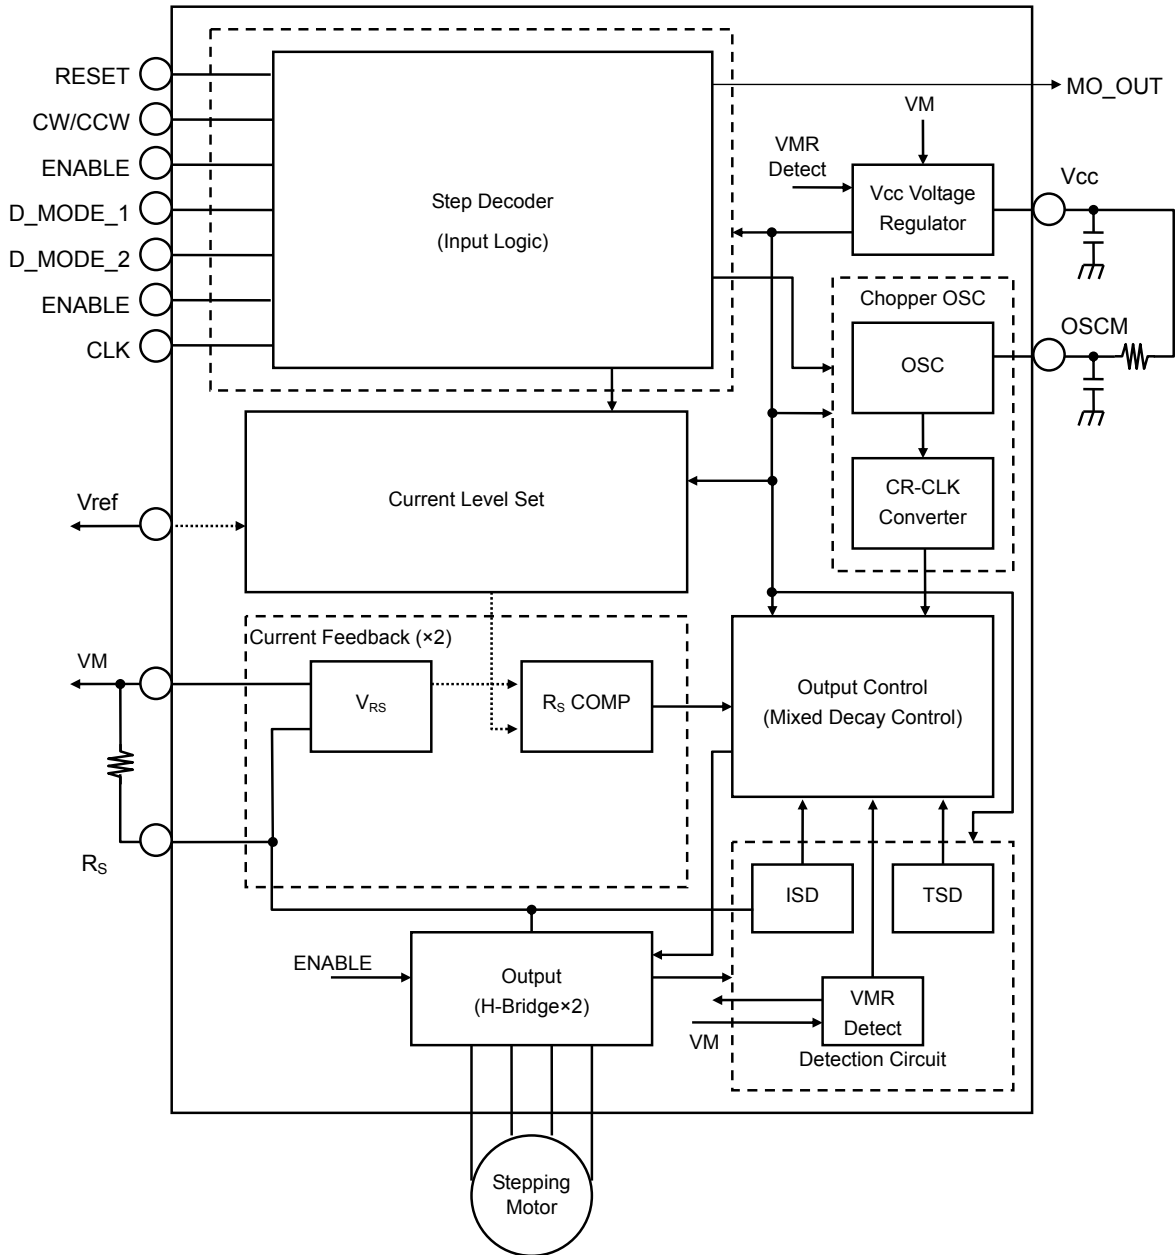 RESET
CW/CCW
ENABLE
D_MODE_1
D_MODE_2
ENABLE
CLK
Step Decoder
(Input Logic)
MO_OUT
VM
VMR
Detect
Vcc Voltage
Regulator
Vcc
Chopper OSC
OSC
OSCM
CR-CLK
Converter
Vref
Current Level Set
Current Feedback (×2)
VM
VRS
RS COMP
Output Control
(Mixed Decay Control)
RS
ISD
TSD
ENABLE
Output
(H-Bridge×2)
VM
VMR
Detect
Detection Circuit
Stepping
Motor